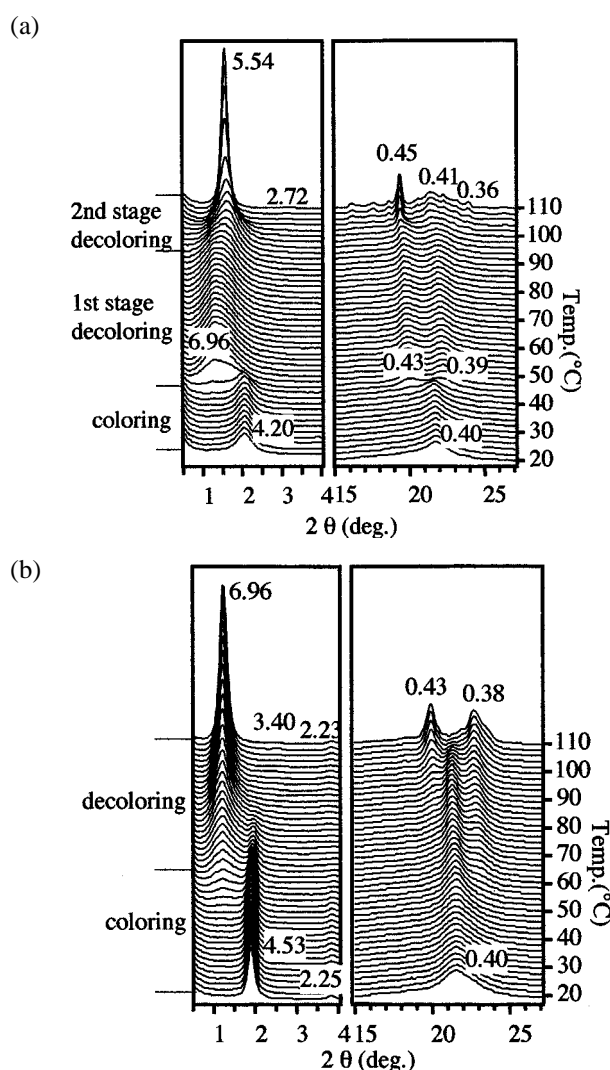 (a)
5.54
0.45
0.41
0.36
2.72
2nd stage
decoring
1st stage
decoloring
6.96
0.43
0.39
coloring
4.20
0.40
110
100
90
80
70
60
50
40
30
20
Temp.(°C)
1 2 3 4 15 20 25
2 θ (deg.)
(b)
6.96
0.43
0.38
3.40
2.23
decoloring
coloring
4.53
2.25
0.40
110
100
90
80
70
60
50
40
30
20
Temp.(°C)
1 2 3 4 15 20 25
2 θ (deg.)